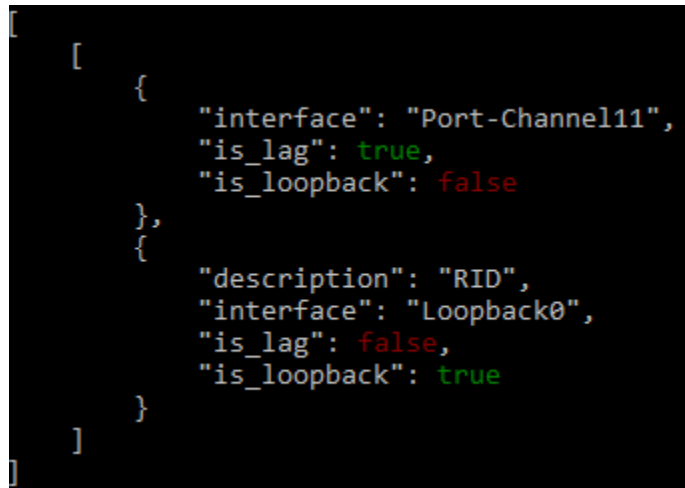 [
    [
        {
            "interface": "Port-Channel11",
            "is_lag": true,
            "is_loopback": false
        },
        {
            "description": "RID",
            "interface": "Loopback0",
            "is_lag": false,
            "is_loopback": true
        }
    ]
]